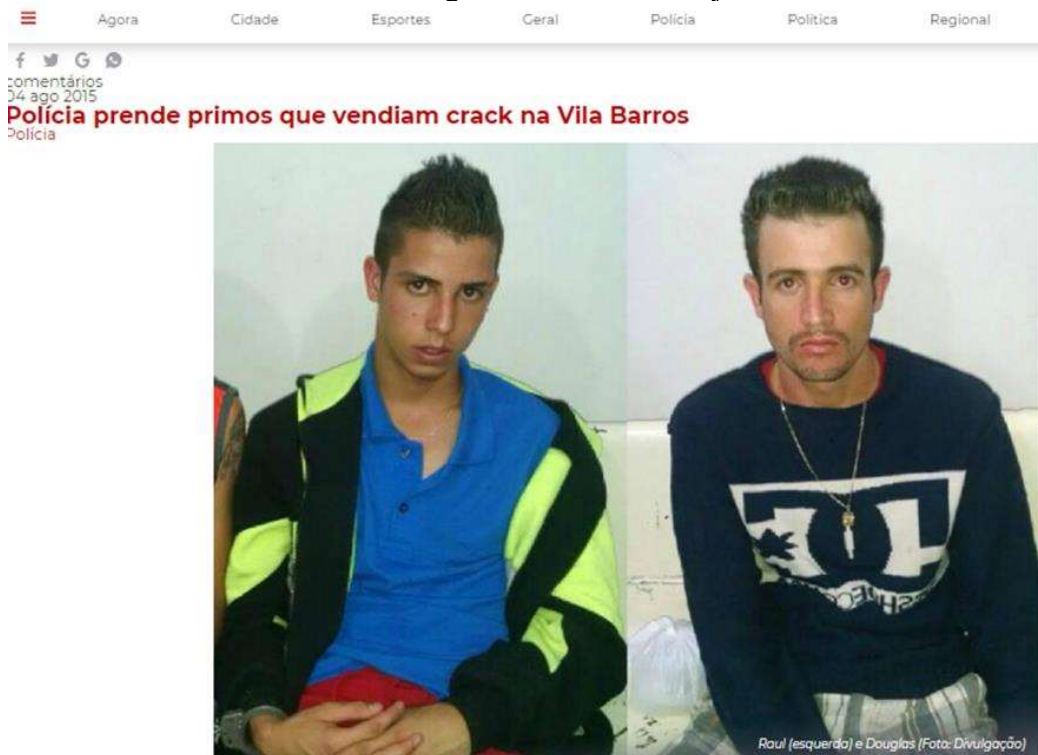 Agora Cidade Esportes Geral Polícia Política Regional
comentários
04 ago 2015
Polícia prende primos que vendiam crack na Vila Barros
Polícia
Raul (esquerda) e Douglas (Foto: Divulgação)